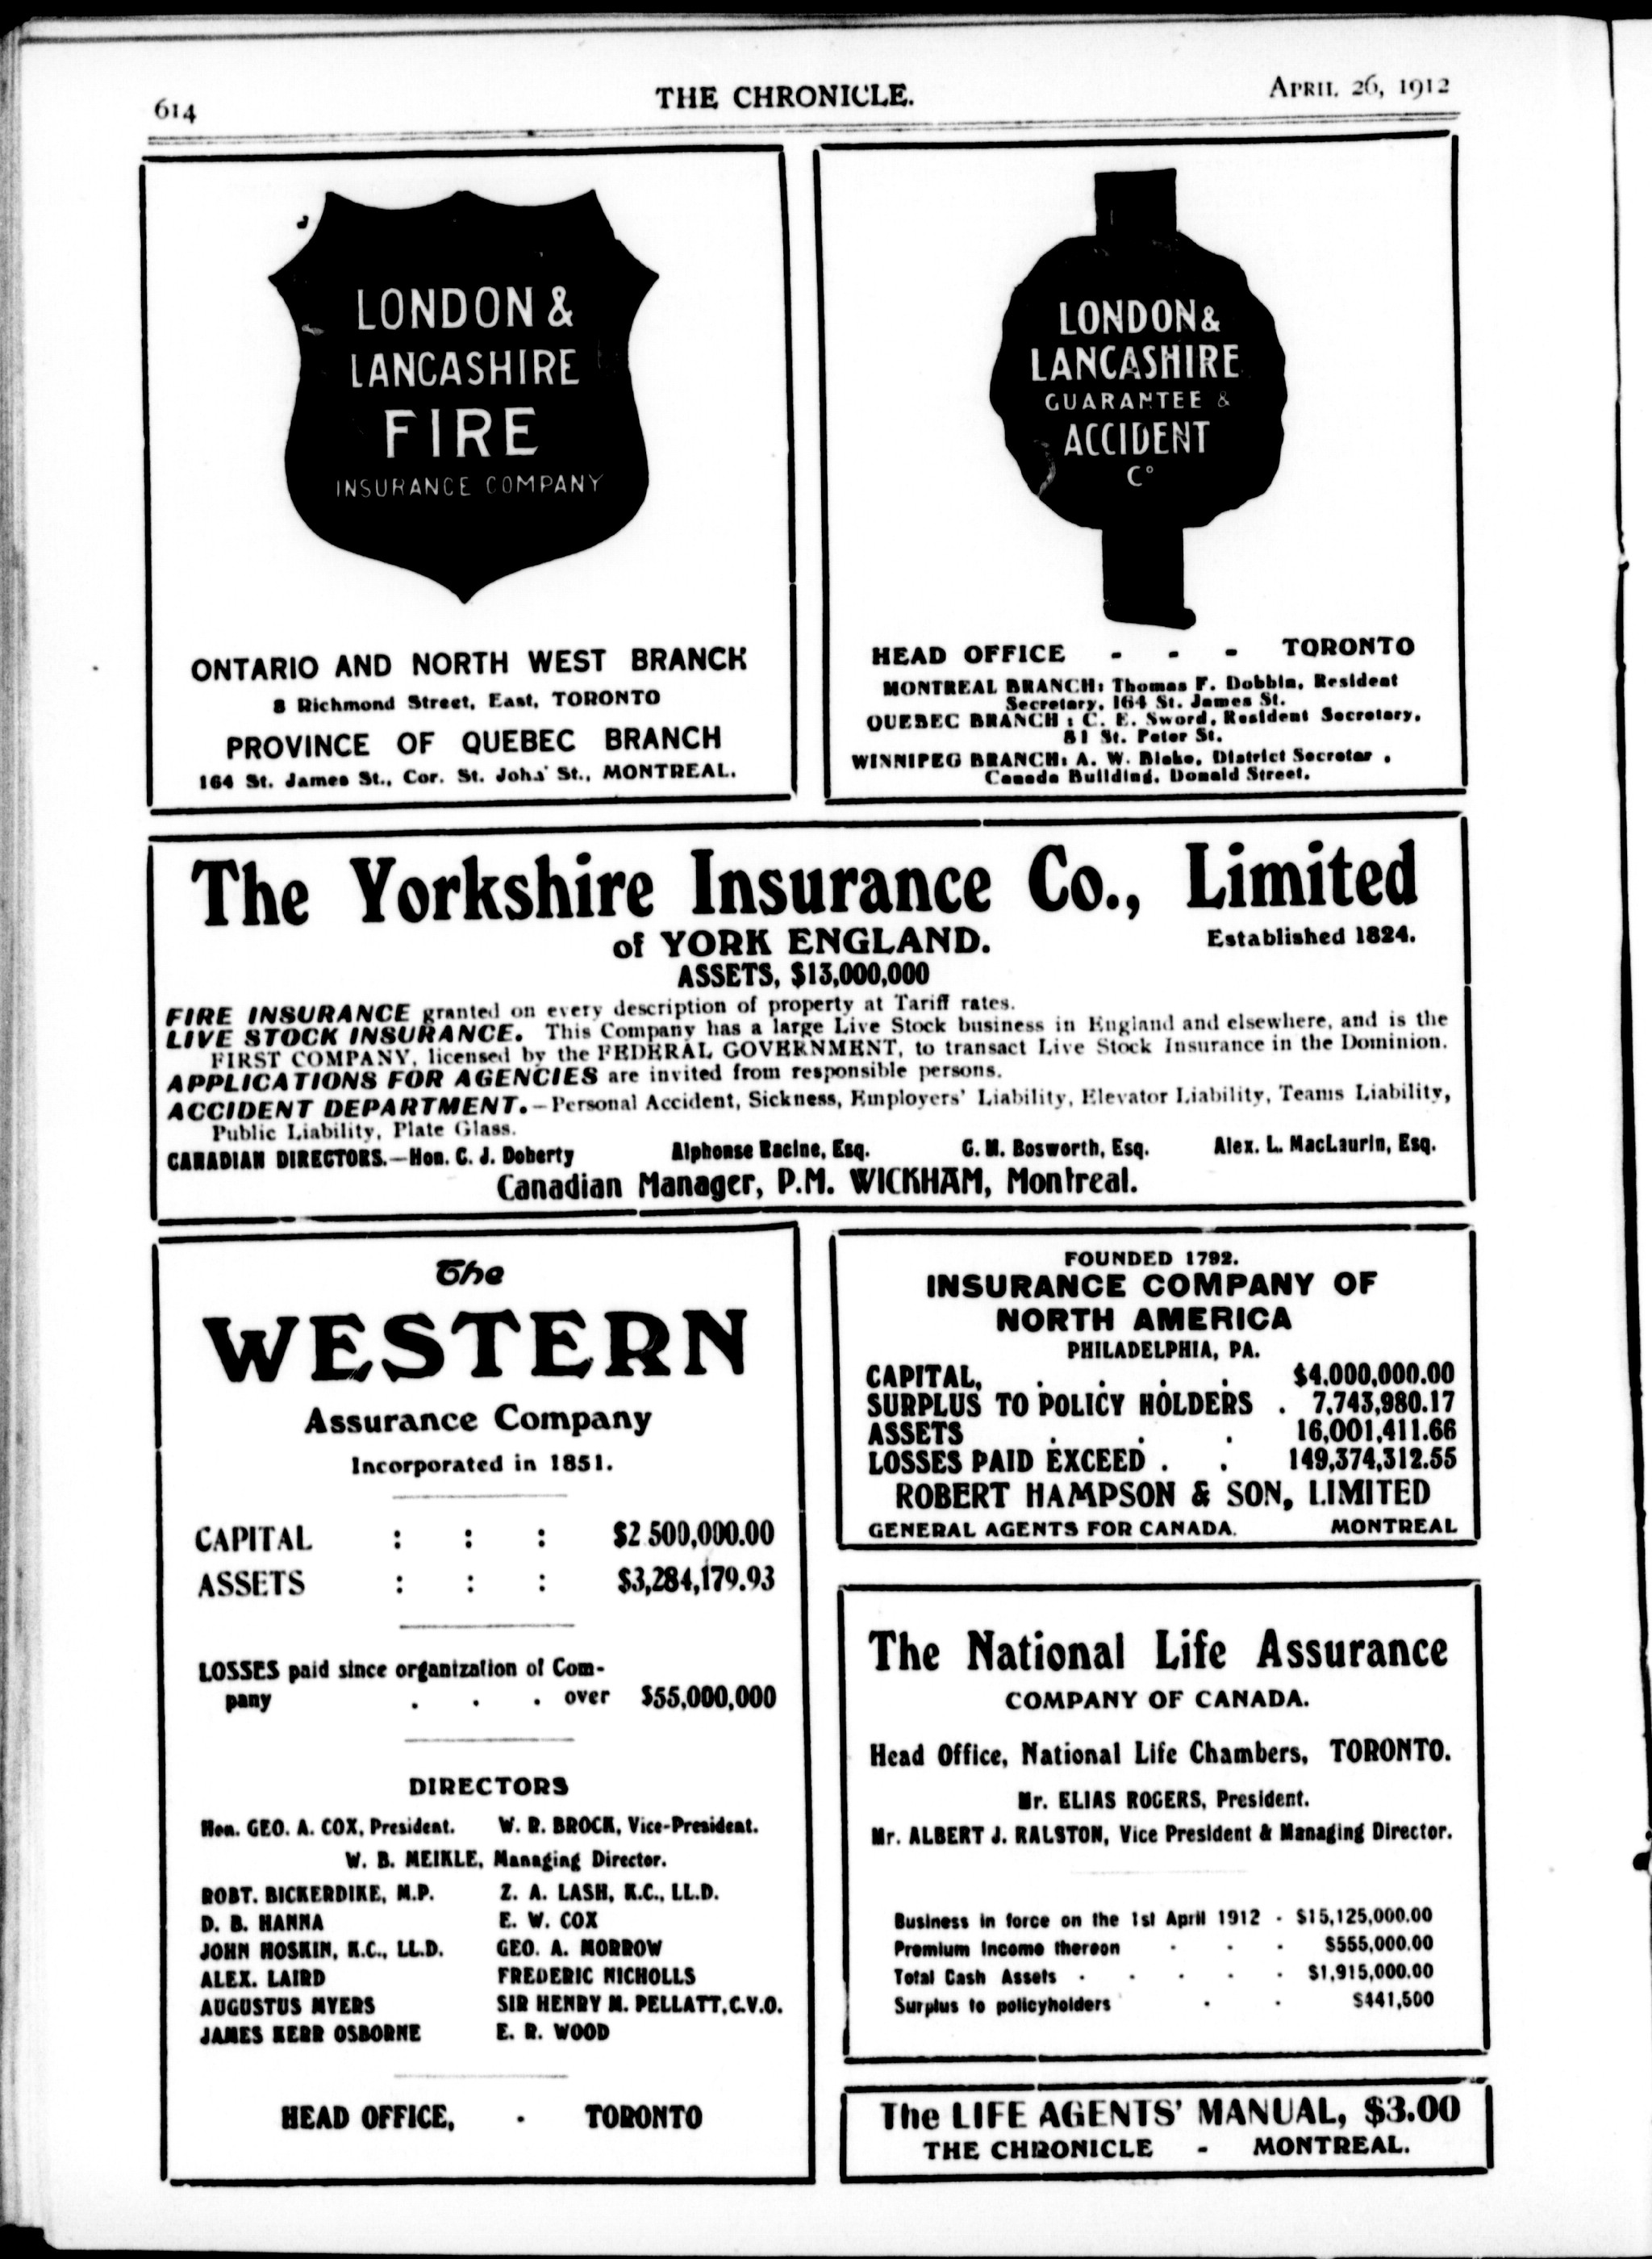 614
THE CHRONICLE.
APRIL 26, 1912
LONDON &
LANCASHIRE
FIRE
INSURANCE COMPANY
ONTARIO AND NORTH WEST BRANCH
8 Richmond Street, East, TORONTO
PROVINCE OF QUEBEC BRANCH
164 St. James St., Cor. St. John St., MONTREAL.
LONDON &
LANCASHIRE
GUARANTEE &
ACCIDENT
Co
HEAD OFFICE - - - TORONTO
MONTREAL BRANCH: Thomas F. Dobbin, Resident
Secretary, 164 St. James St.
QUEBEC BRANCH : C. E. Sword, Resident Secretary,
81 St. Peter St.
WINNIPEG BRANCH: A. W. Blake, District Secretar ,
Canada Building, Donald Street.
The Yorkshire Insurance Co., Limited
of YORK ENGLAND.
Established 1824.
ASSETS, $13,000,000
FIRE INSURANCE granted on every description of property at Tariff rates.
LIVE STOCK INSURANCE. This Company has a large Live Stock business in England and elsewhere, and is the
FIRST COMPANY, licensed by the FEDERAL GOVERNMENT, to transact Live Stock Insurance in the Dominion.
APPLICATIONS FOR AGENCIES are invited from responsible persons.
ACCIDENT DEPARTMENT.—Personal Accident, Sickness, Employers' Liability, Elevator Liability, Teams Liability,
Public Liability, Plate Glass.
CANADIAN DIRECTORS.—Hon. C. J. Doherty Alphonse Racine, Esq. G. M. Bosworth, Esq. Alex. L. MacLaurin, Esq.
Canadian Manager, P.M. WICKHAM, Montreal.
The
WESTERN
Assurance Company
Incorporated in 1851.
CAPITAL : : : $2 500,000.00
ASSETS : : : $3,284,179.93
LOSSES paid since organization of Com-
pany . . . over $55,000,000
DIRECTORS
Hon. GEO. A. COX, President. W. R. BROCK, Vice-President.
W. B. MEIKLE, Managing Director.
ROBT. BICKERDIKE, M.P. Z. A. LASH, K.C., LL.D.
D. B. HANNA E. W. COX
JOHN HOSKIN, K.C., LL.D. GEO. A. MORROW
ALEX. LAIRD FREDERIC NICHOLLS
AUGUSTUS MYERS SIR HENRY M. PELLATT, C.V.O.
JAMES KERR OSBORNE E. R. WOOD
HEAD OFFICE, . TORONTO
FOUNDED 1792.
INSURANCE COMPANY OF
NORTH AMERICA
PHILADELPHIA, PA.
CAPITAL, . . . . $4,000,000.00
SURPLUS TO POLICY HOLDERS . 7,743,980.17
ASSETS . . . 16,001,411.66
LOSSES PAID EXCEED . . 149,374,312.55
ROBERT HAMPSON & SON, LIMITED
GENERAL AGENTS FOR CANADA. MONTREAL
The National Life Assurance
COMPANY OF CANADA.
Head Office, National Life Chambers, TORONTO.
Mr. ELIAS ROGERS, President.
Mr. ALBERT J. RALSTON, Vice President & Managing Director.
Business in force on the 1st April 1912 - $15,125,000.00
Premium Income thereon - - - $555,000.00
Total Cash Assets - - - - - $1,915,000.00
Surplus to policyholders - - $441,500
The LIFE AGENTS' MANUAL, $3.00
THE CHRONICLE - MONTREAL.